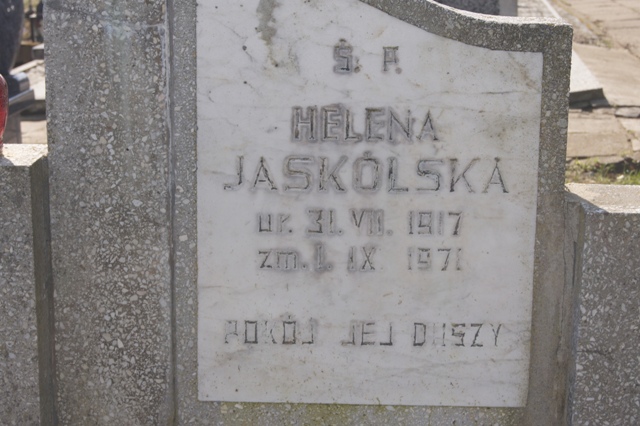 Ś. P.
HELENA
JASKÓLSKA
ur. 31. VII. 1917
zm. 1. IX 1971
POKÓJ JEJ DUSZY